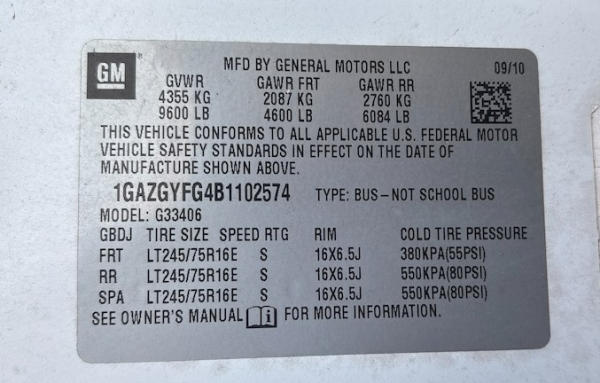 GM
MFD BY GENERAL MOTORS LLC 09/10
GVWR GAWR FRT GAWR RR
4355 KG 2087 KG 2760 KG
9600 LB 4600 LB 6084 LB
THIS VEHICLE CONFORMS TO ALL APPLICABLE U.S. FEDERAL MOTOR
VEHICLE SAFETY STANDARDS IN EFFECT ON THE DATE OF
MANUFACTURE SHOWN ABOVE.
1GAZGYFG4B1102574 TYPE: BUS-NOT SCHOOL BUS
MODEL: G33406
GBDJ TIRE SIZE SPEED RTG RIM COLD TIRE PRESSURE
FRT LT245/75R16E S 16X6.5J 380KPA(55PSI)
RR LT245/75R16E S 16X6.5J 550KPA(80PSI)
SPA LT245/75R16E S 16X6.5J 550KPA(80PSI)
SEE OWNER'S MANUAL FOR MORE INFORMATION.